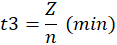 t3 = Z/n (min)